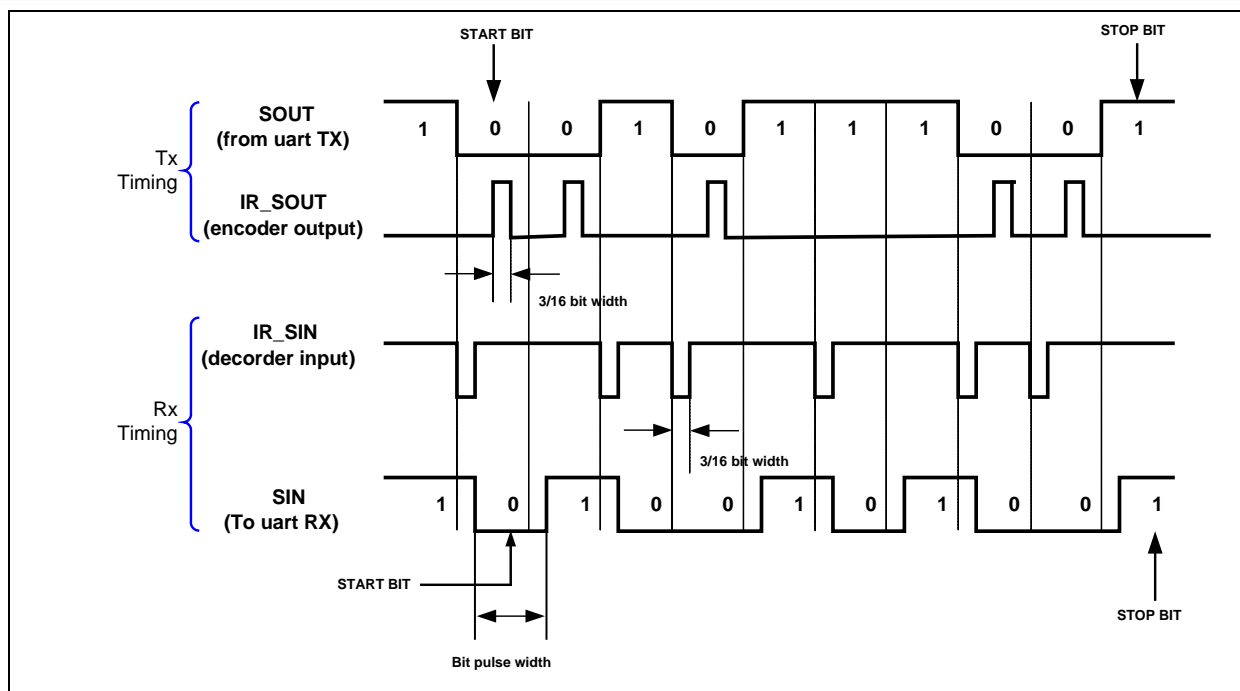 START BIT
STOP BIT
Tx
Timing
SOUT
(from uart TX)
1 0 0 1 0 1 1 1 0 0 1
IR_SOUT
(encoder output)
3/16 bit width
Rx
Timing
IR_SIN
(decorder input)
3/16 bit width
SIN
(To uart RX)
1 0 1 0 0 1 0 1 0 0 1
START BIT
STOP BIT
Bit pulse width